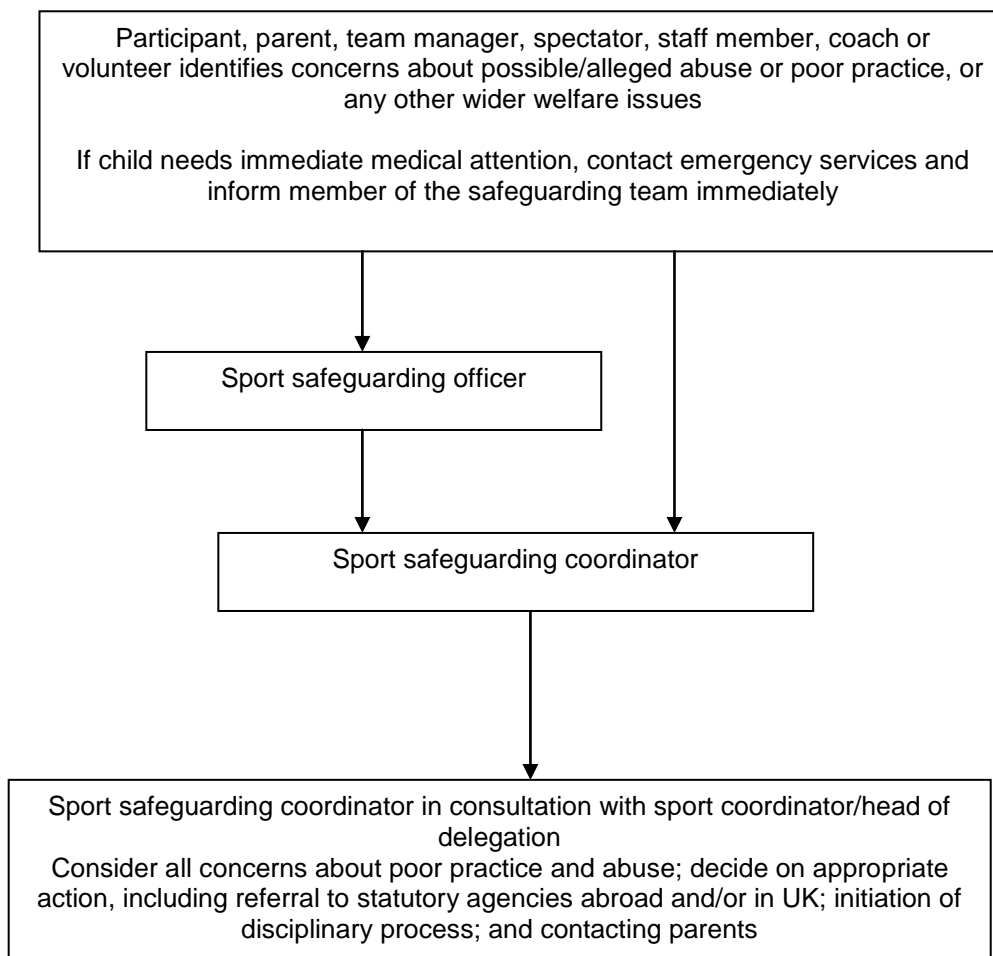 Participant, parent, team manager, spectator, staff member, coach or
volunteer identifies concerns about possible/alleged abuse or poor practice, or
any other wider welfare issues
If child needs immediate medical attention, contact emergency services and
inform member of the safeguarding team immediately
Sport safeguarding officer
Sport safeguarding coordinator
Sport safeguarding coordinator in consultation with sport coordinator/head of
delegation
Consider all concerns about poor practice and abuse; decide on appropriate
action, including referral to statutory agencies abroad and/or in UK; initiation of
disciplinary process; and contacting parents